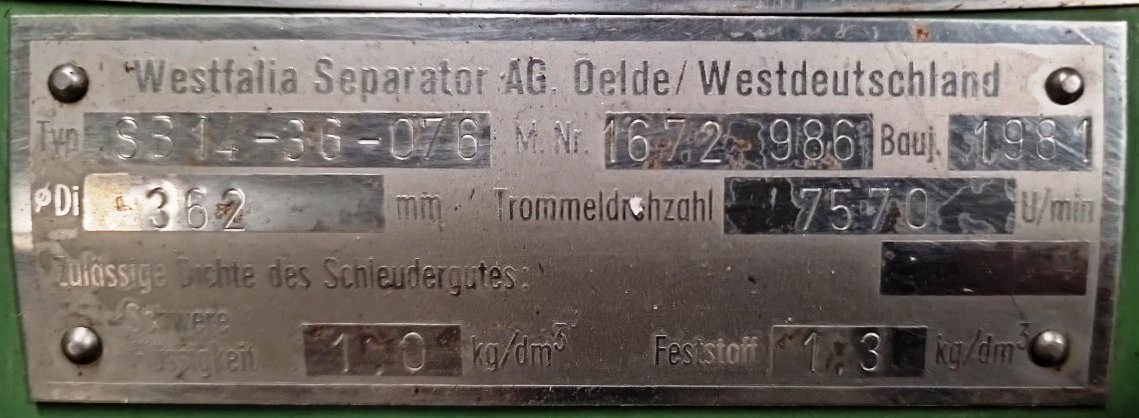 Westfalia Separator AG. Oelde/Westdeutschland
Typ SB14-36-076 M. Nr. 1672 986 Bauj. 1981
ØDi 362 mm Trommeldrehzahl 7570 U/min
Zulässige Dichte des Schleudergutes:
Schwere
Flüssigkeit 1,0 kg/dm³ Feststoff 1,3 kg/dm³